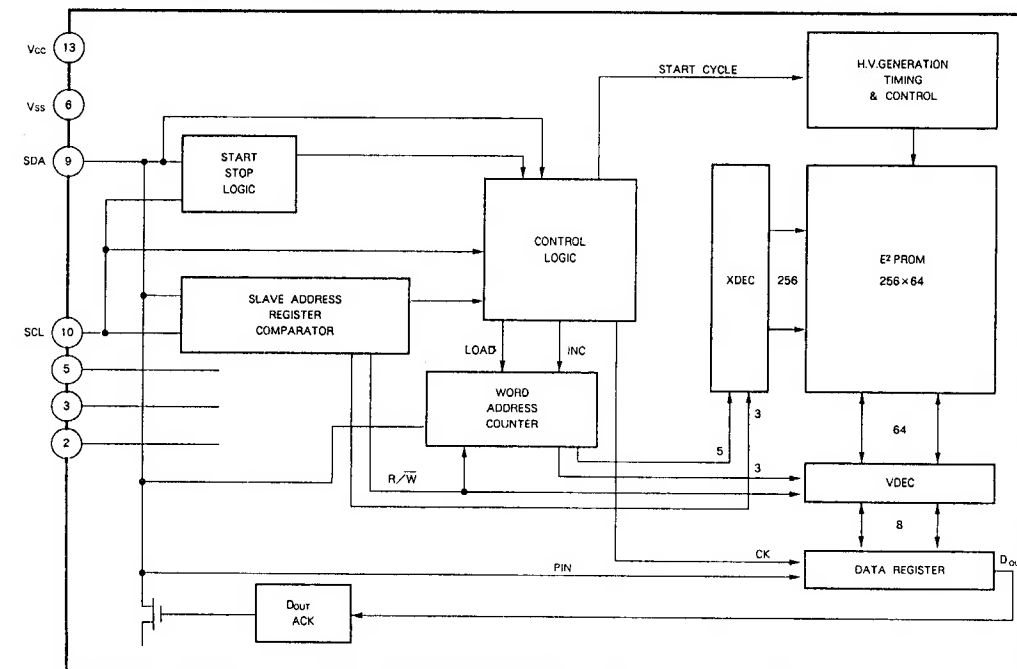 Vcc 13
Vss 6
SDA 9
SCL 10
5
3
2
START
STOP
LOGIC
SLAVE ADDRESS
REGISTER
COMPARATOR
CONTROL
LOGIC
START CYCLE
H.V.GENERATION
TIMING
& CONTROL
XDEC
256
E² PROM
256×64
LOAD
INC
WORD
ADDRESS
COUNTER
R/W̅
5
3
3
64
VDEC
8
CK
PIN
DATA REGISTER
DOU
DOUT
ACK